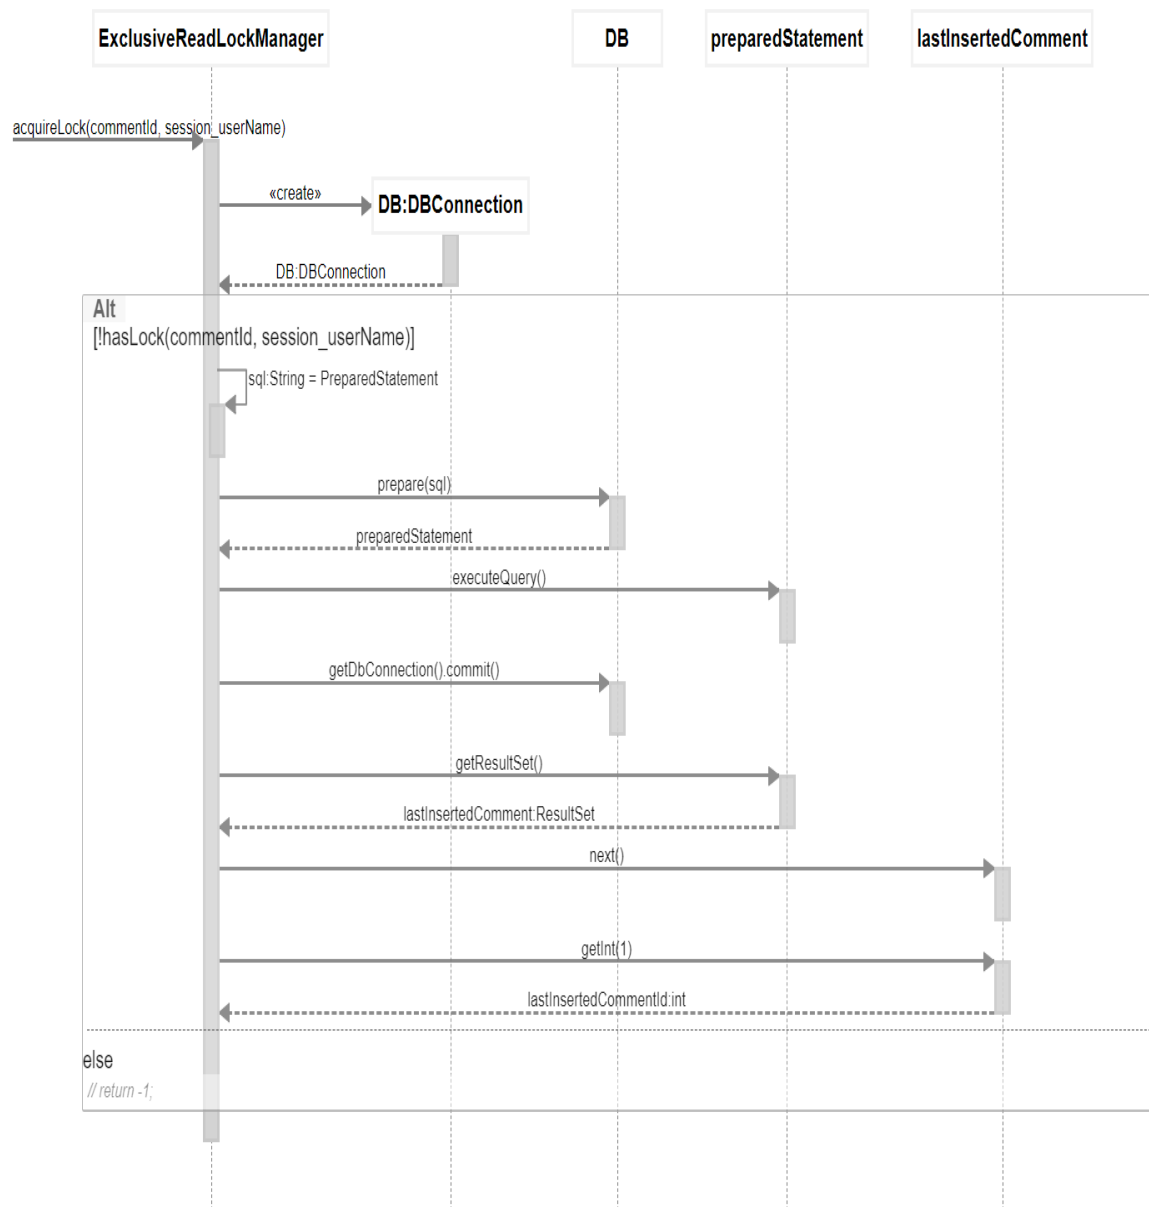 ExclusiveReadLockManager
DB
preparedStatement
lastInsertedComment
acquireLock(commentId, session_userName)
«create»
DB:DBConnection
DB:DBConnection
Alt
[!hasLock(commentId, session_userName)]
sql:String = PreparedStatement
prepare(sql)
preparedStatement
executeQuery()
getDbConnection().commit()
getResultSet()
lastInsertedComment:ResultSet
next()
getInt(1)
lastInsertedCommentId:int
else
// return -1;